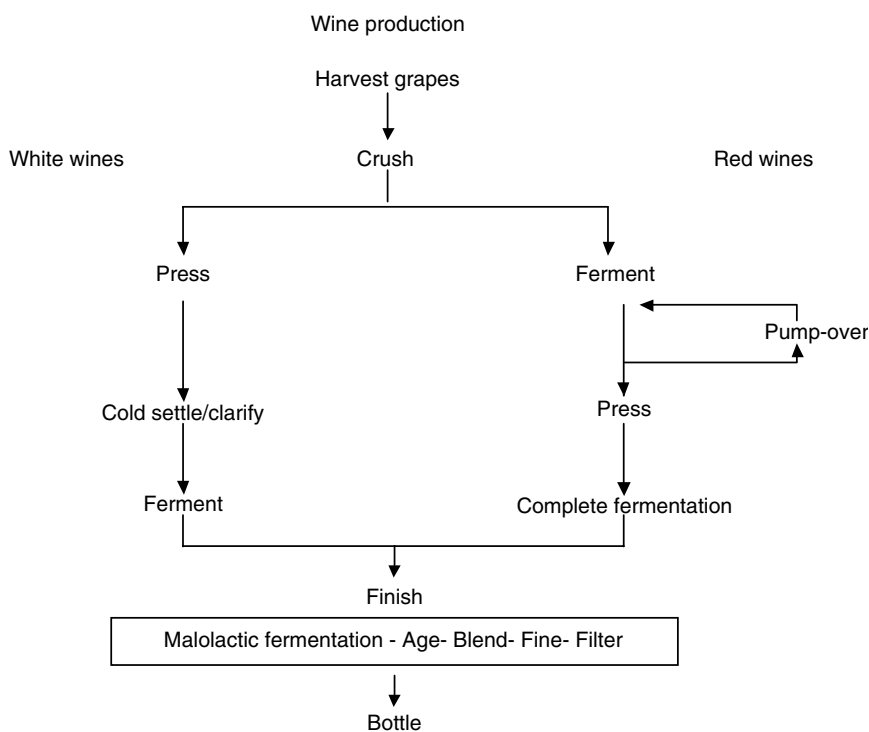 Wine production
Harvest grapes
White wines
Crush
Red wines
Press
Ferment
Pump-over
Cold settle/clarify
Press
Ferment
Complete fermentation
Finish
Malolactic fermentation - Age- Blend- Fine- Filter
Bottle